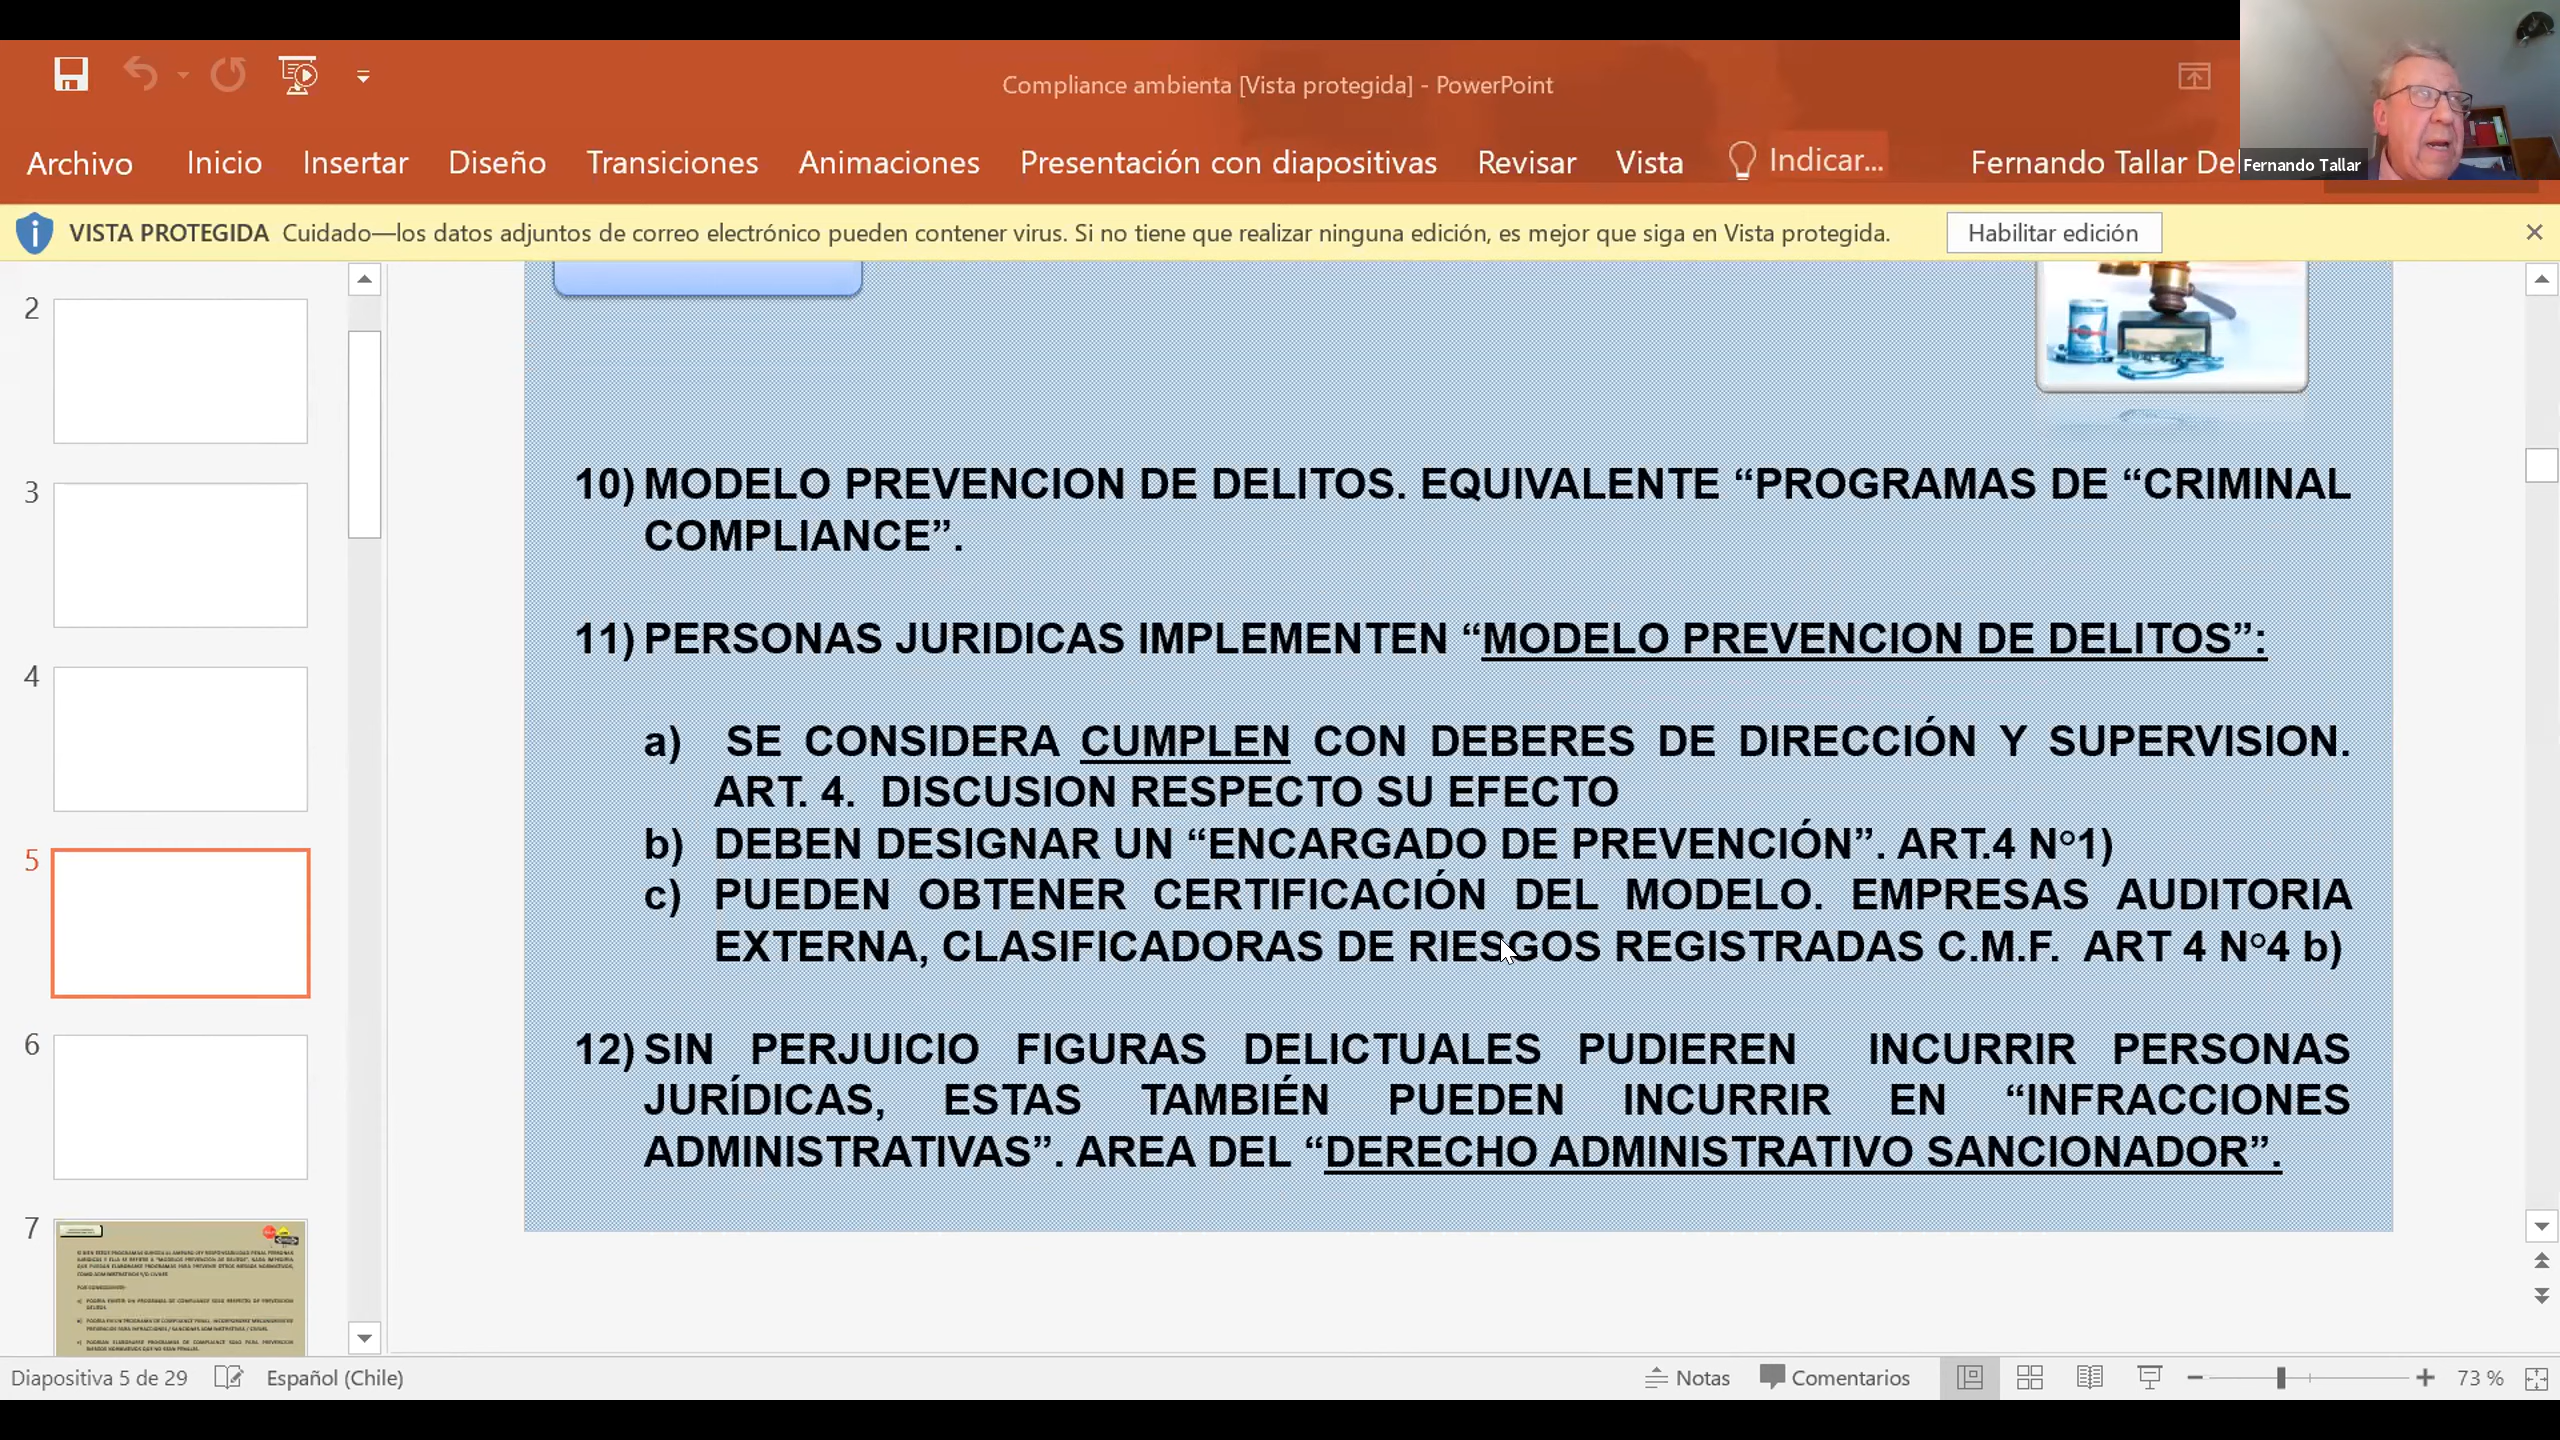 Compliance ambienta [Vista protegida] - PowerPoint
Archivo Inicio Insertar Diseño Transiciones Animaciones Presentación con diapositivas Revisar Vista Indicar... Fernando Tallar Del
Fernando Tallar
VISTA PROTEGIDA Cuidado—los datos adjuntos de correo electrónico pueden contener virus. Si no tiene que realizar ninguna edición, es mejor que siga en Vista protegida. Habilitar edición
2
3
4
5
6
7
10) MODELO PREVENCION DE DELITOS. EQUIVALENTE “PROGRAMAS DE “CRIMINAL
COMPLIANCE”.
11) PERSONAS JURIDICAS IMPLEMENTEN “MODELO PREVENCION DE DELITOS”:
a) SE CONSIDERA CUMPLEN CON DEBERES DE DIRECCIÓN Y SUPERVISION.
ART. 4. DISCUSION RESPECTO SU EFECTO
b) DEBEN DESIGNAR UN “ENCARGADO DE PREVENCIÓN”. ART.4 Nº1)
c) PUEDEN OBTENER CERTIFICACIÓN DEL MODELO. EMPRESAS AUDITORIA
EXTERNA, CLASIFICADORAS DE RIESGOS REGISTRADAS C.M.F. ART 4 Nº4 b)
12) SIN PERJUICIO FIGURAS DELICTUALES PUDIEREN INCURRIR PERSONAS
JURÍDICAS, ESTAS TAMBIÉN PUEDEN INCURRIR EN “INFRACCIONES
ADMINISTRATIVAS”. AREA DEL “DERECHO ADMINISTRATIVO SANCIONADOR”.
Diapositiva 5 de 29 Español (Chile) Notas Comentarios 73 %